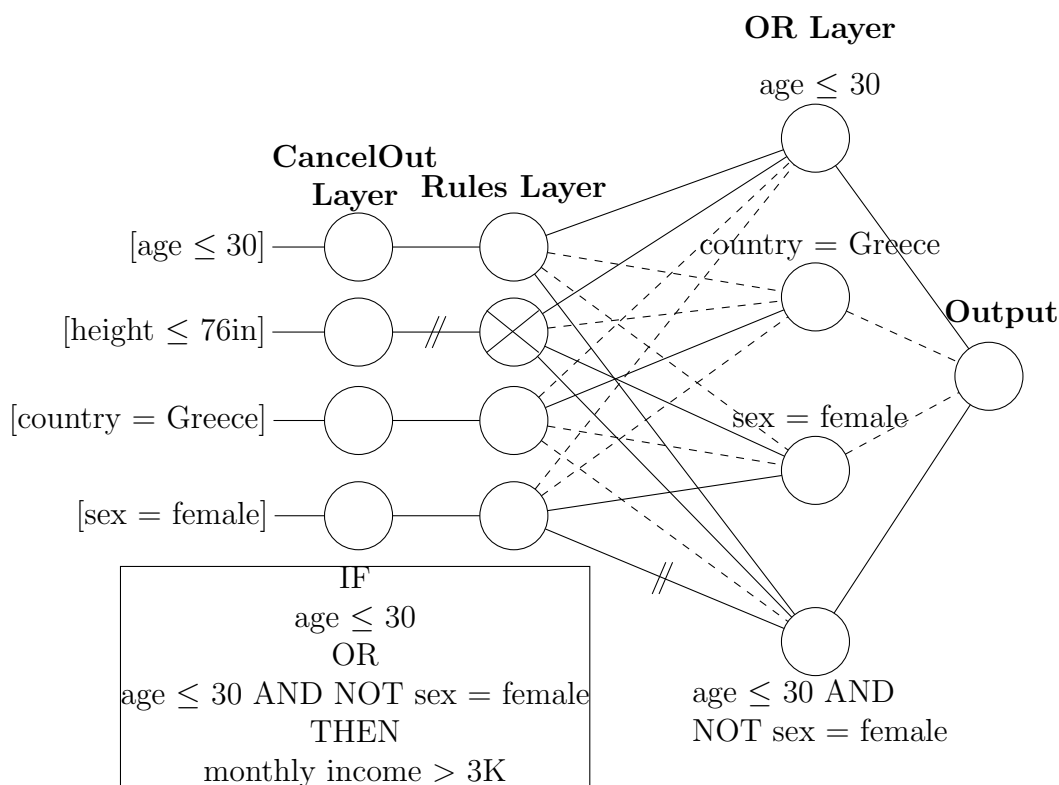 OR Layer
age ≤ 30
CancelOut
Layer
Rules Layer
[age ≤ 30]
country = Greece
[height ≤ 76in]
Output
[country = Greece]
sex = female
[sex = female]
IF
age ≤ 30
OR
age ≤ 30 AND NOT sex = female
THEN
monthly income > 3K
age ≤ 30 AND
NOT sex = female